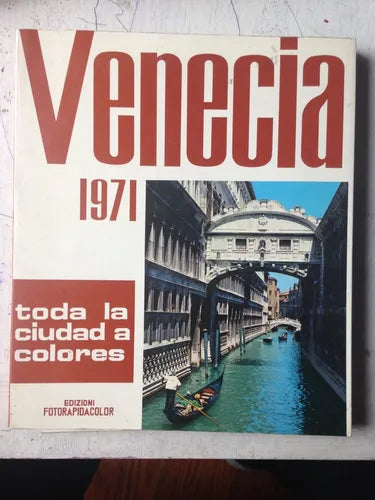 Venecia
1971
toda la
ciudad a
colores
EDIZIONI
FOTORAPIDACOLOR